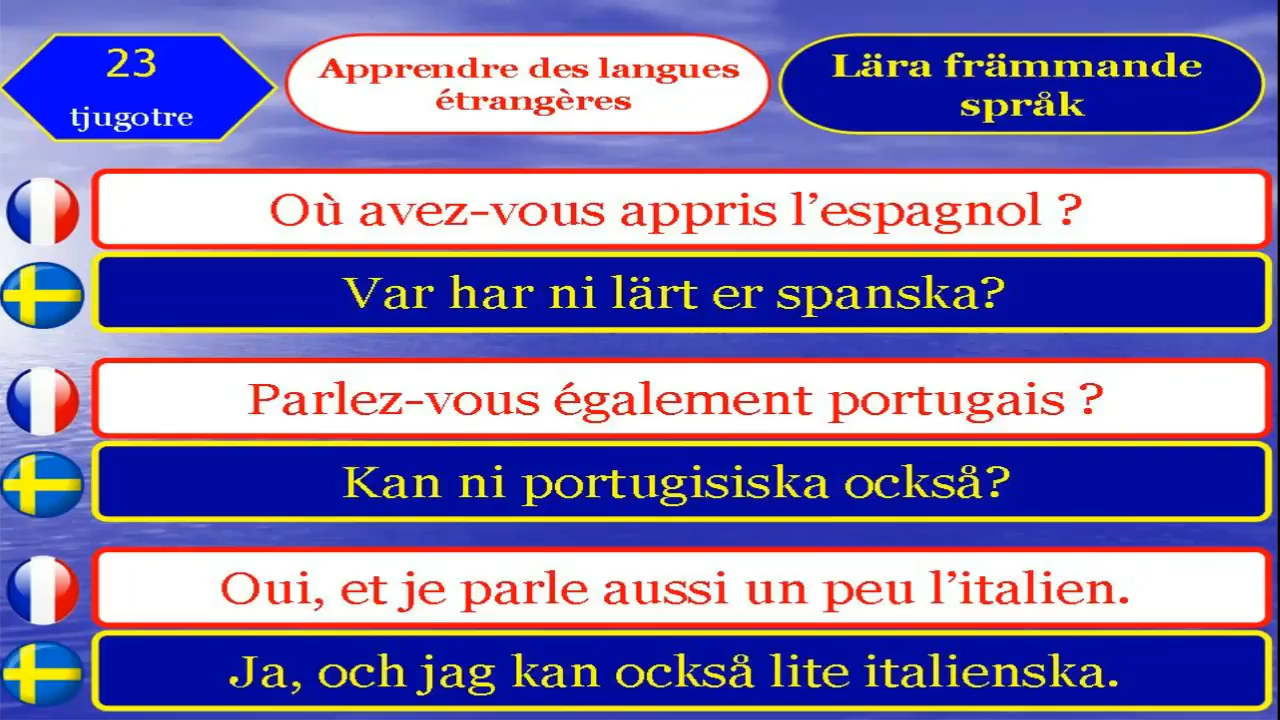 23
tjugotre
Apprendre des langues
étrangères
Lära främmande
språk
Où avez-vous appris l’espagnol ?
Var har ni lärt er spanska?
Parlez-vous également portugais ?
Kan ni portugisiska också?
Oui, et je parle aussi un peu l’italien.
Ja, och jag kan också lite italienska.